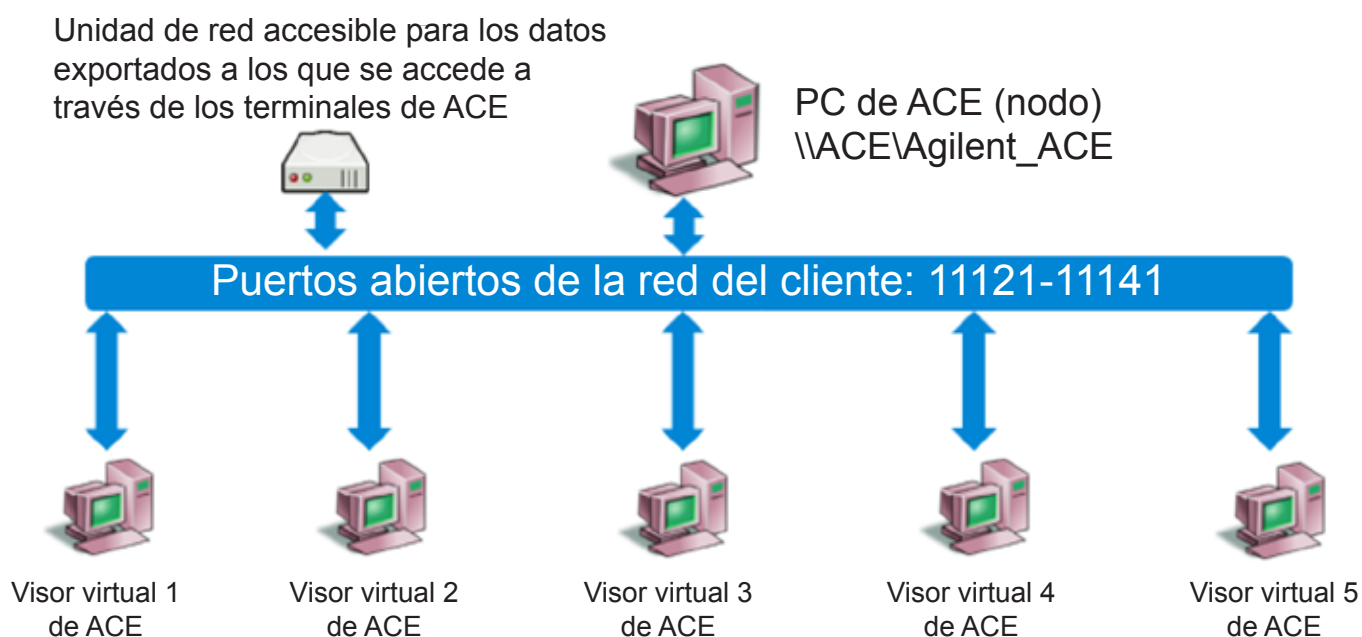 Unidad de red accesible para los datos
exportados a los que se accede a
través de los terminales de ACE
PC de ACE (nodo)
\\ACE\Agilent_ACE
Puertos abiertos de la red del cliente: 11121-11141
Visor virtual 1
de ACE
Visor virtual 2
de ACE
Visor virtual 3
de ACE
Visor virtual 4
de ACE
Visor virtual 5
de ACE